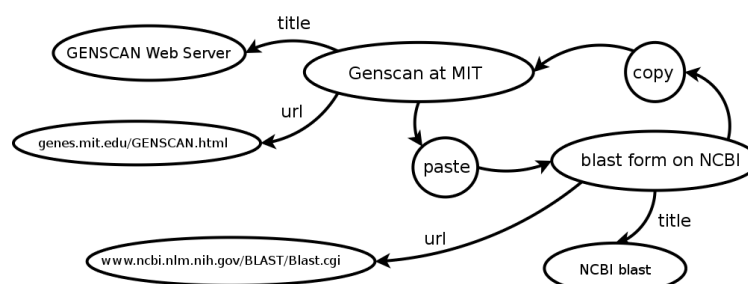 title
GENSCAN Web Server
Genscan at MIT
copy
url
genes.mit.edu/GENSCAN.html
paste
blast form on NCBI
title
url
www.ncbi.nlm.nih.gov/BLAST/Blast.cgi
NCBI blast